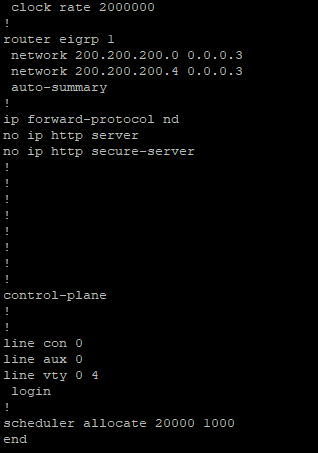 clock rate 2000000
!
router eigrp 1
network 200.200.200.0 0.0.0.3
network 200.200.200.4 0.0.0.3
auto-summary
!
ip forward-protocol nd
no ip http server
no ip http secure-server
!
!
!
!
!
!
!
!
control-plane
!
!
line con 0
line aux 0
line vty 0 4
login
!
scheduler allocate 20000 1000
end